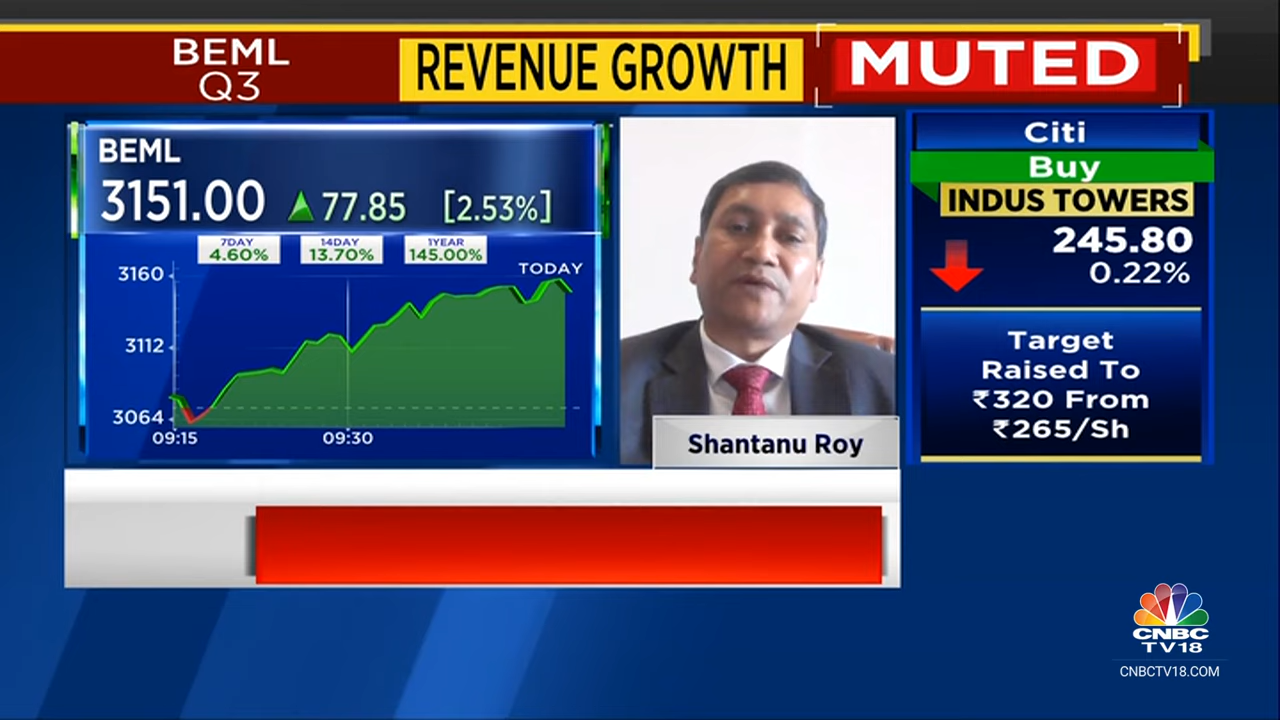 BEML
Q3
REVENUE GROWTH
MUTED
BEML
3151.00 77.85 [2.53%]
7DAY 14DAY 1YEAR
4.60% 13.70% 145.00%
TODAY
3160
3112
3064
09:15 09:30
Shantanu Roy
Citi
Buy
INDUS TOWERS
245.80
0.22%
Target
Raised To
₹320 From
₹265/Sh
CNBC
TV18
CNBCTV18.COM